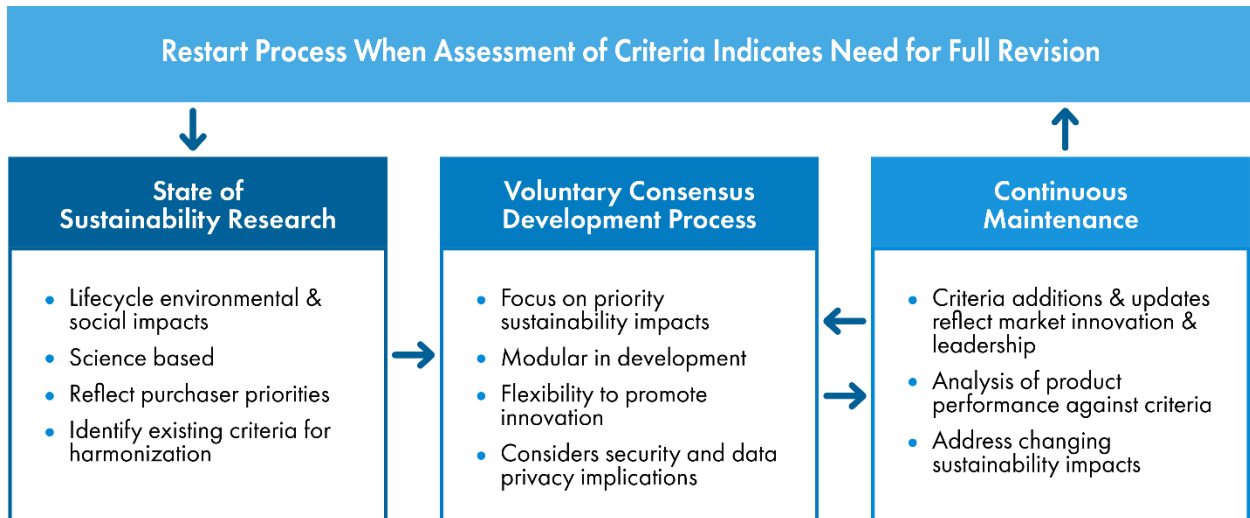 Restart Process When Assessment of Criteria Indicates Need for Full Revision
State of
Sustainability Research
• Lifecycle environmental &
social impacts
• Science based
• Reflect purchaser priorities
• Identify existing criteria for
harmonization
Voluntary Consensus
Development Process
• Focus on priority
sustainability impacts
• Modular in development
• Flexibility to promote
innovation
• Considers security and data
privacy implications
Continuous
Maintenance
• Criteria additions & updates
reflect market innovation &
leadership
• Analysis of product
performance against criteria
• Address changing
sustainability impacts